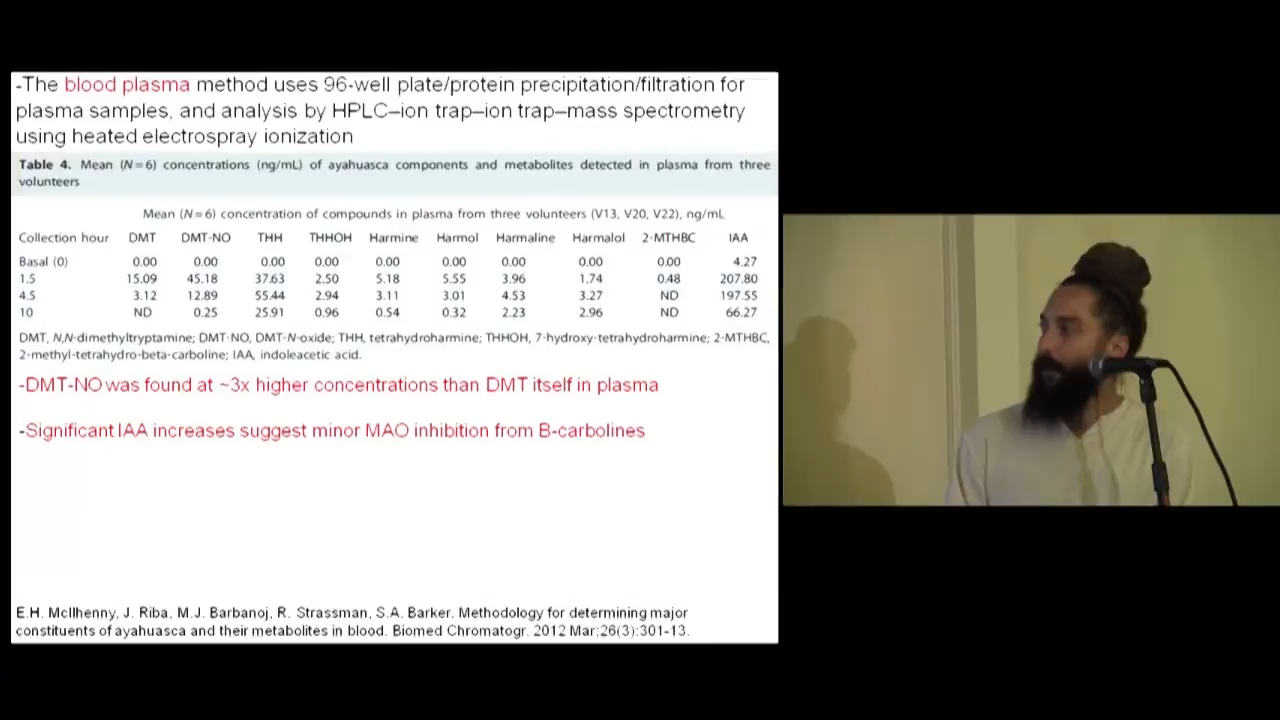 -The blood plasma method uses 96-well plate/protein precipitation/filtration for
plasma samples, and analysis by HPLC–ion trap–ion trap–mass spectrometry
using heated electrospray ionization
Table 4. Mean (N=6) concentrations (ng/mL) of ayahuasca components and metabolites detected in plasma from three
volunteers
Mean (N=6) concentration of compounds in plasma from three volunteers (V13, V20, V22), ng/mL
Collection hour DMT DMT-NO THH THHOH Harmine Harmol Harmaline Harmalol 2-MTHBC IAA
Basal (0) 0.00 0.00 0.00 0.00 0.00 0.00 0.00 0.00 0.00 4.27
1.5 15.09 45.18 37.63 2.50 5.18 5.55 3.96 1.74 0.48 207.80
4.5 3.12 12.89 55.44 2.94 3.11 3.01 4.53 3.27 ND 197.55
10 ND 0.25 25.91 0.96 0.54 0.32 2.23 2.96 ND 66.27
DMT, N,N-dimethyltryptamine; DMT-NO, DMT-N-oxide; THH, tetrahydroharmine; THHOH, 7-hydroxy-tetrahydroharmine; 2-MTHBC,
2-methyl-tetrahydro-beta-carboline; IAA, indoleacetic acid.
-DMT-NO was found at ~3x higher concentrations than DMT itself in plasma
-Significant IAA increases suggest minor MAO inhibition from B-carbolines
E.H. McIlhenny, J. Riba, M.J. Barbanoj, R. Strassman, S.A. Barker. Methodology for determining major
constituents of ayahuasca and their metabolites in blood. Biomed Chromatogr. 2012 Mar;26(3):301-13.